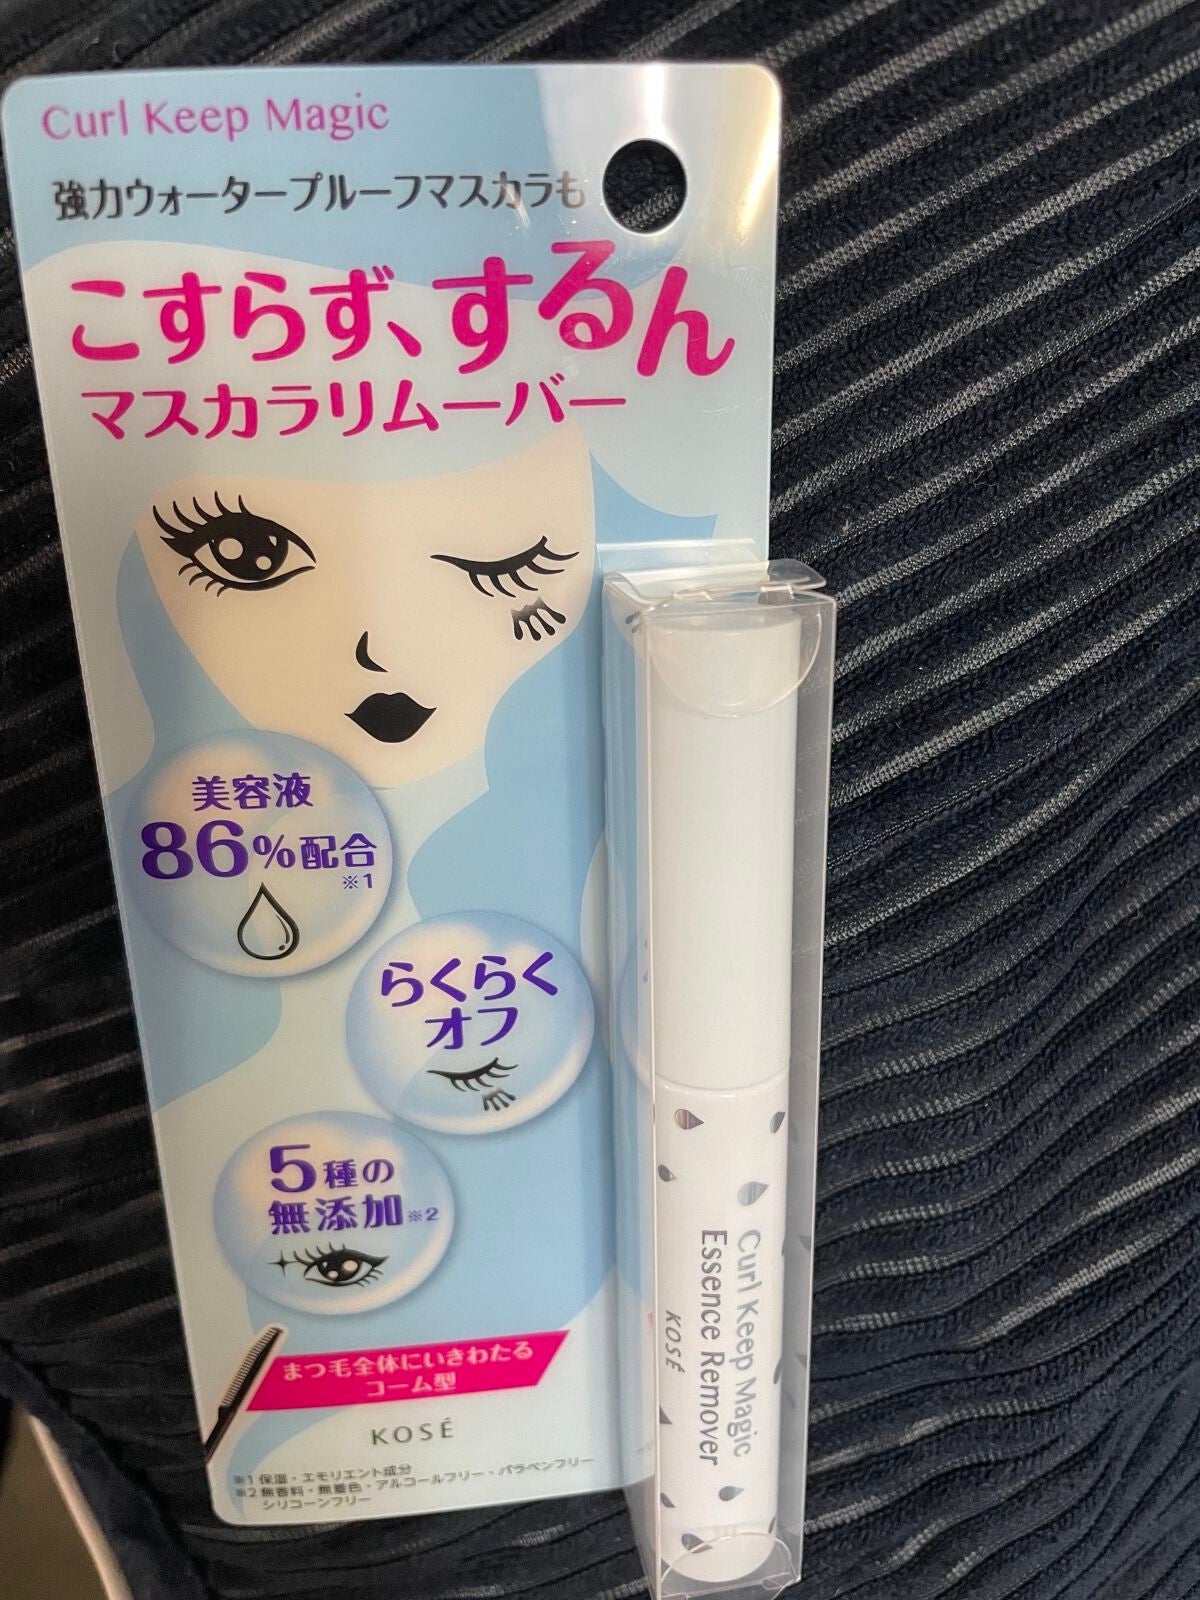 Curl Keep Magic
強力ウォータープルーフマスカラも
こすらず、するん
マスカラリムーバー
美容液
86%配合
※1
らくらく
オフ
5種の
無添加※2
まつ毛全体にいきわたる
コーム型
KOSÉ
※1 保湿・エモリエント成分
※2 無香料・無着色・アルコールフリー・パラベンフリー
シリコーンフリー
Curl Keep Magic
Essence Remover
KOSÉ